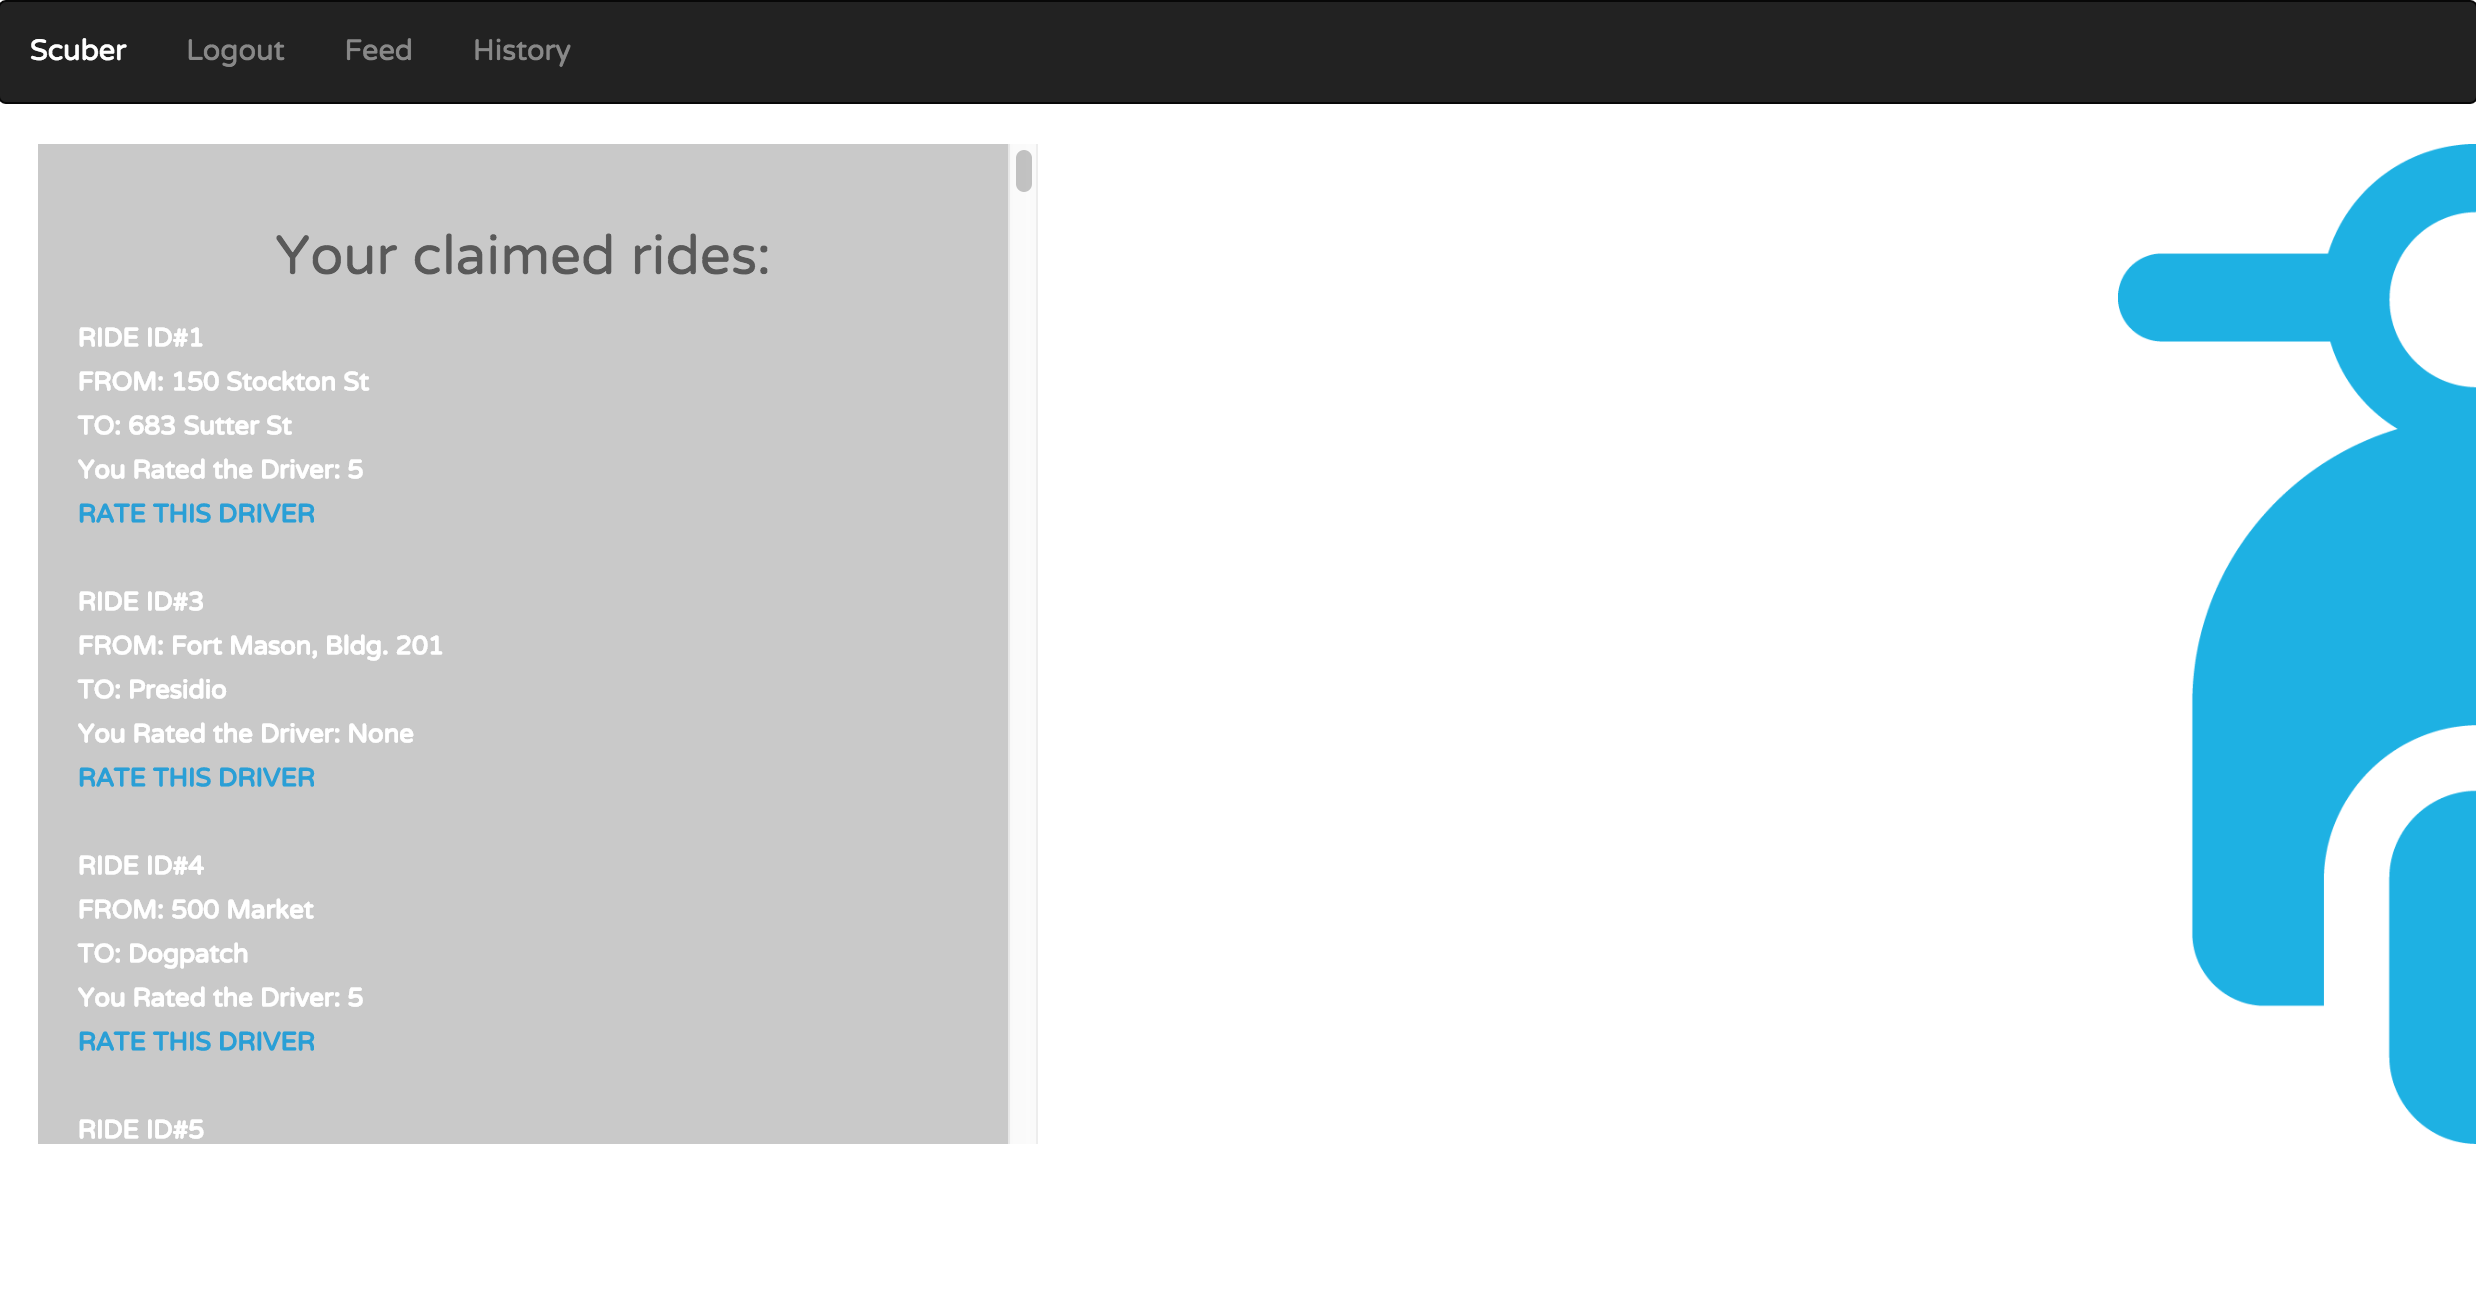 Scuber Logout Feed History
Your claimed rides:
RIDE ID#1
FROM: 150 Stockton St
TO: 683 Sutter St
You Rated the Driver: 5
RATE THIS DRIVER
RIDE ID#3
FROM: Fort Mason, Bldg. 201
TO: Presidio
You Rated the Driver: None
RATE THIS DRIVER
RIDE ID#4
FROM: 500 Market
TO: Dogpatch
You Rated the Driver: 5
RATE THIS DRIVER
RIDE ID#5